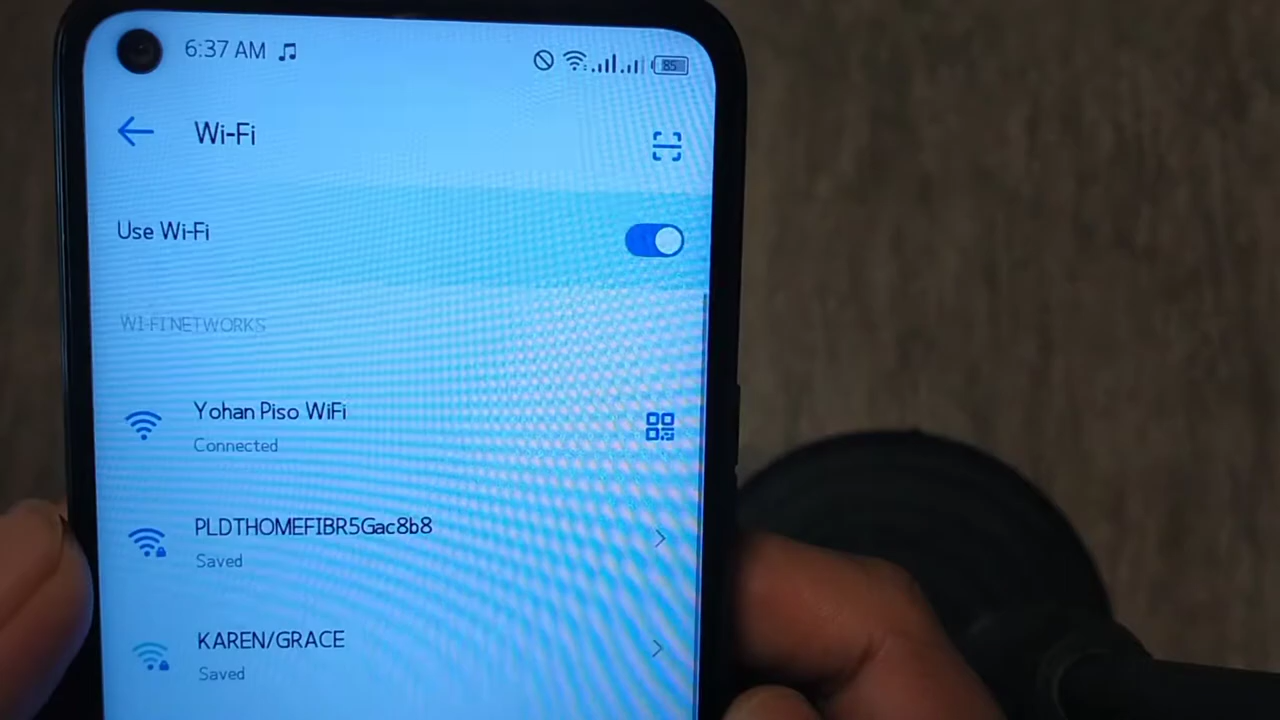 6:37 AM
85
Wi-Fi
Use Wi-Fi
WI-FI NETWORKS
Yohan Piso WiFi
Connected
PLDTHOMEFIBR5Gac8b8
Saved
KAREN/GRACE
Saved